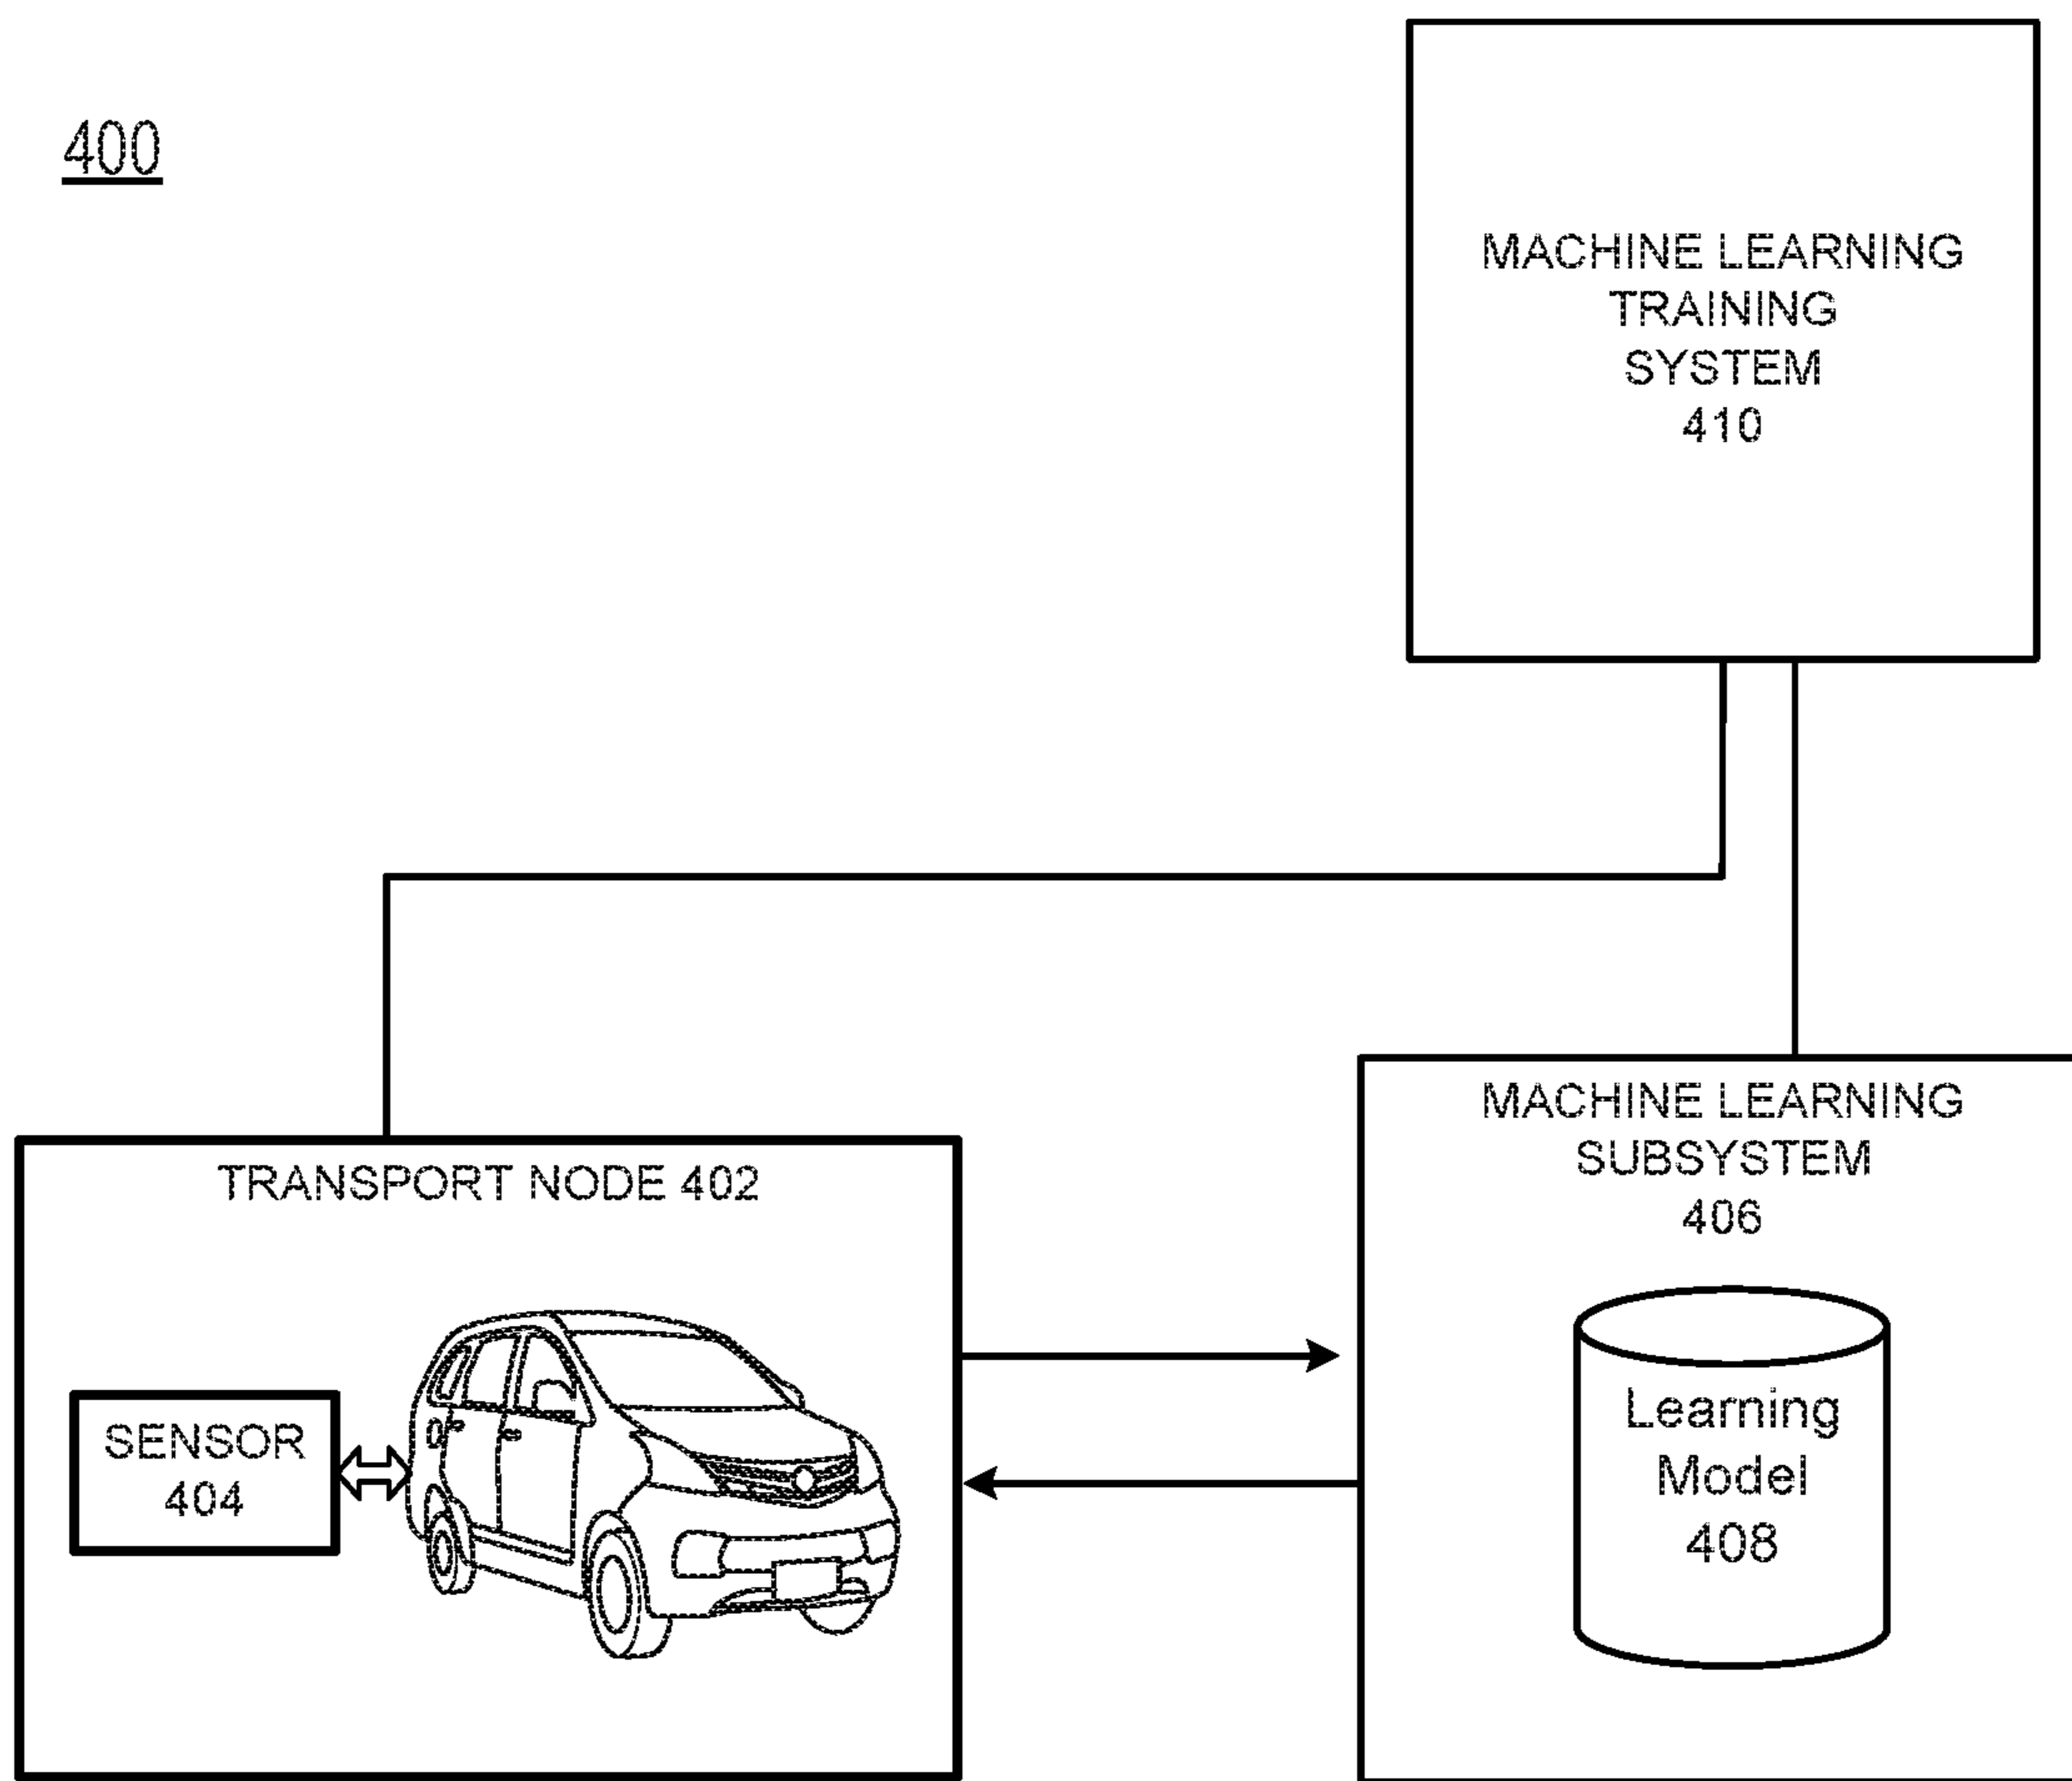 400
MACHINE LEARNING
TRAINING
SYSTEM
410
TRANSPORT NODE 402
SENSOR
404
MACHINE LEARNING
SUBSYSTEM
406
Learning
Model
408